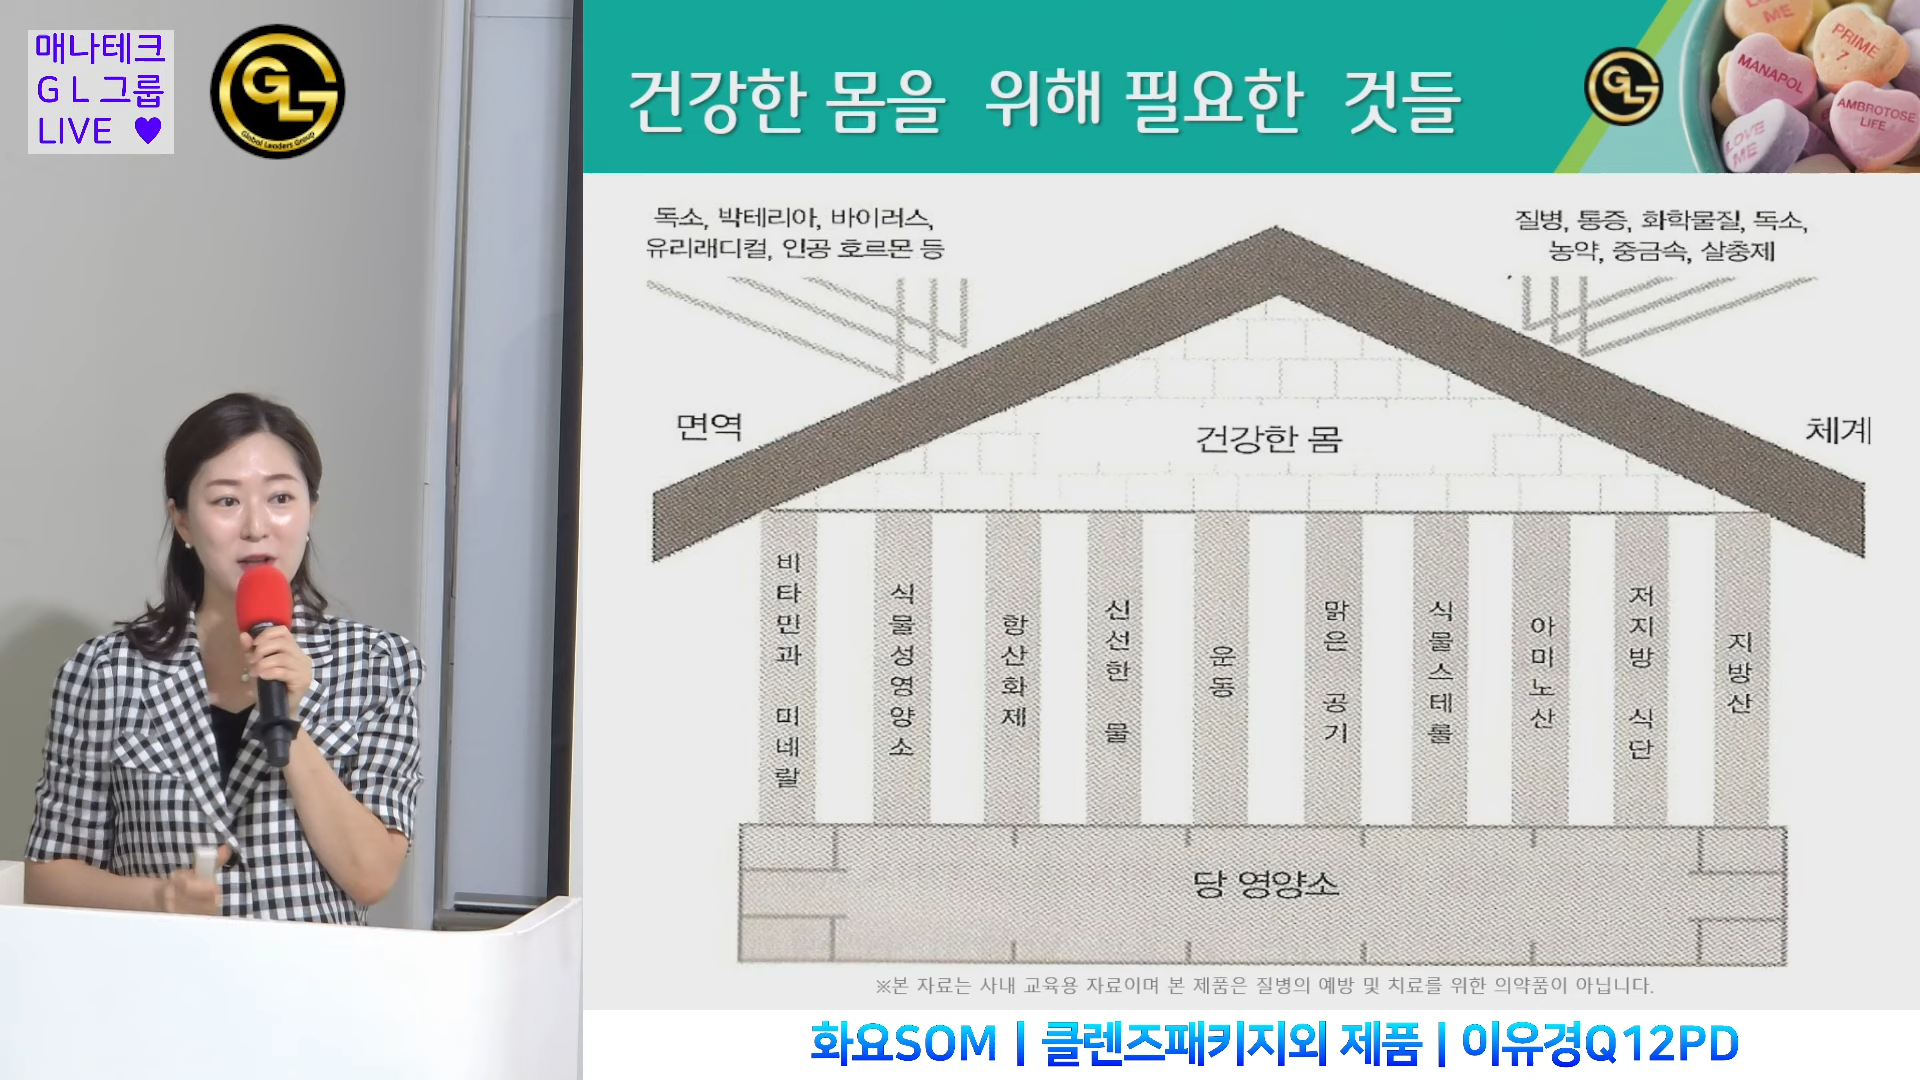 매나테크
G L 그룹
LIVE ♥
GL
Global Leaders Group
건강한 몸을 위해 필요한 것들
GL
LOVE ME
PRIME 7
MANAPOL
AMBROTOSE LIFE
LOVE ME
독소, 박테리아, 바이러스,
유리래디컬, 인공 호르몬 등
질병, 통증, 화학물질, 독소,
농약, 중금속, 살충제
면역
체계
건강한 몸
비타민과 미네랄
식물성영양소
항산화제
신선한 물
운동
맑은 공기
식물스테롤
아미노산
저지방 식단
지방산
당 영양소
※본 자료는 사내 교육용 자료이며 본 제품은 질병의 예방 및 치료를 위한 의약품이 아닙니다.
화요SOM | 클렌즈패키지외 제품 | 이유경Q12PD